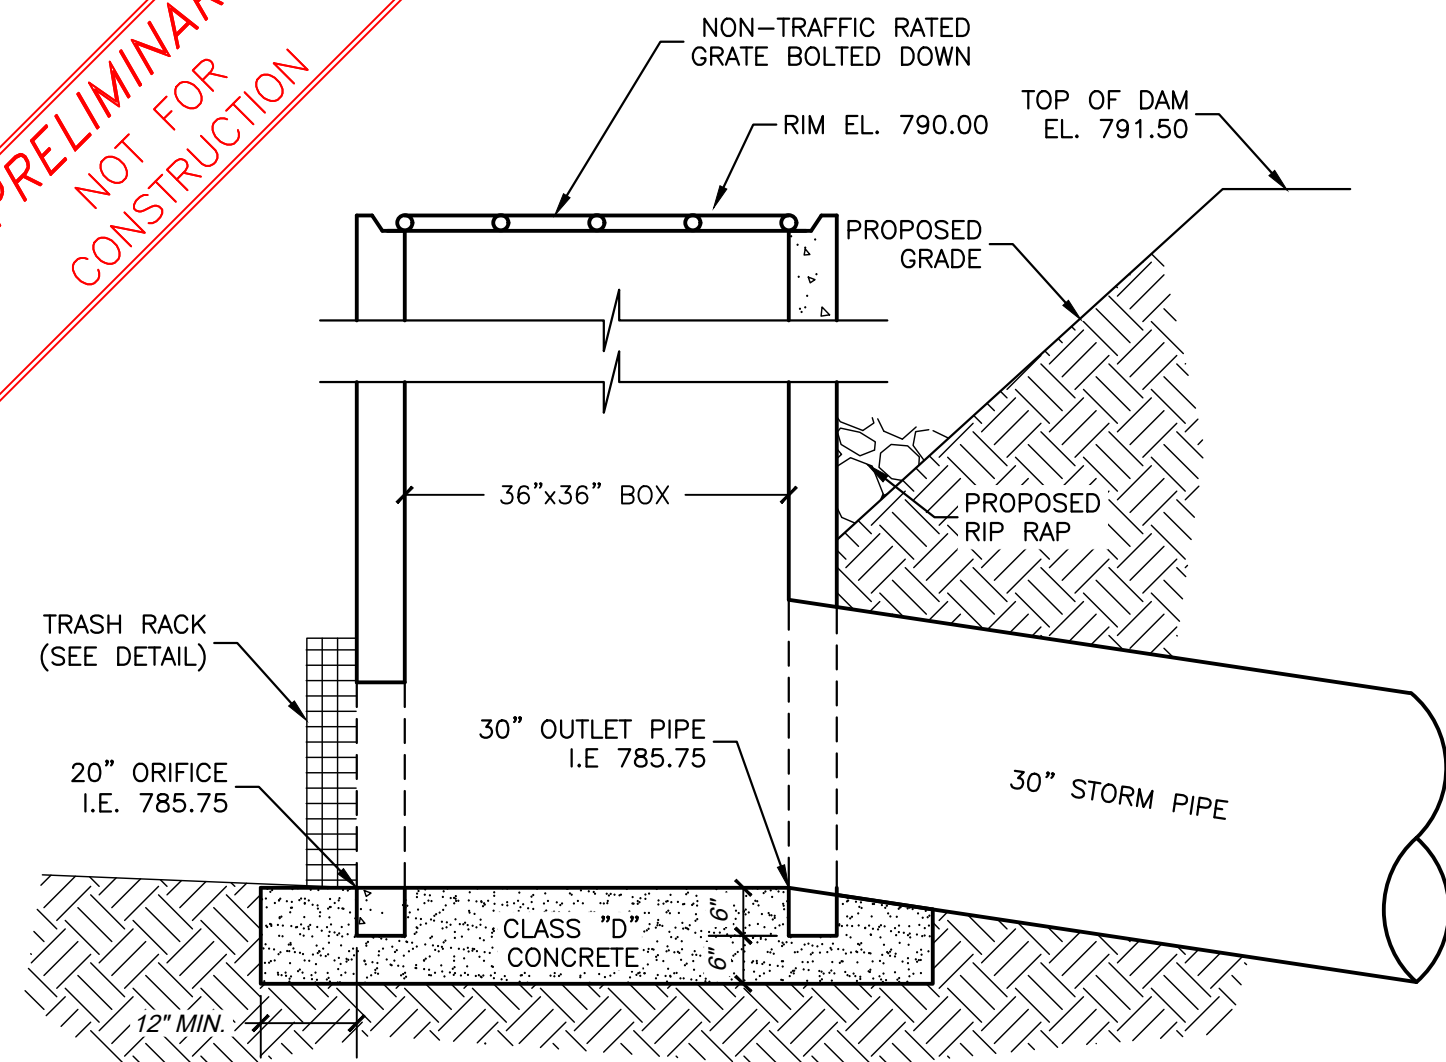 PRELIMINAR
NOT FOR
CONSTRUCTION
NON-TRAFFIC RATED
GRATE BOLTED DOWN
RIM EL. 790.00
TOP OF DAM
EL. 791.50
PROPOSED
GRADE
36"x36" BOX
PROPOSED
RIP RAP
TRASH RACK
(SEE DETAIL)
30" OUTLET PIPE
I.E 785.75
20" ORIFICE
I.E. 785.75
30" STORM PIPE
CLASS "D"
CONCRETE
6"
6"
12" MIN.